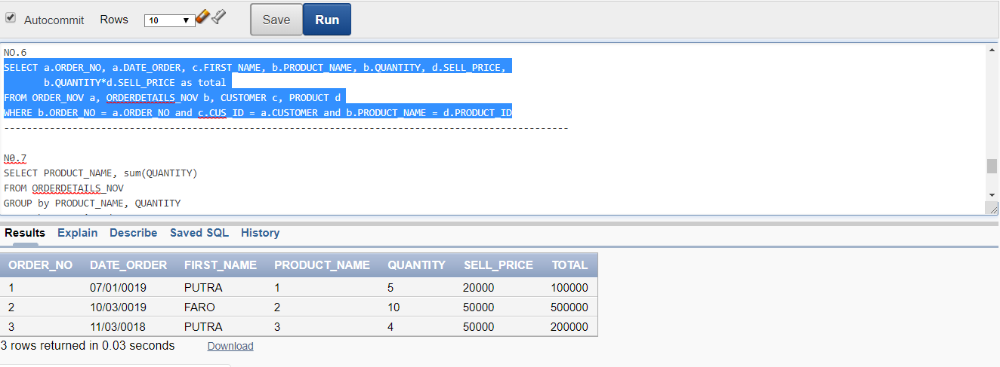 Autocommit Rows 10 Save Run
NO.6
SELECT a.ORDER_NO, a.DATE_ORDER, c.FIRST_NAME, b.PRODUCT_NAME, b.QUANTITY, d.SELL_PRICE,
b.QUANTITY*d.SELL_PRICE as total
FROM ORDER_NOV a, ORDERDETAILS_NOV b, CUSTOMER c, PRODUCT d
WHERE b.ORDER_NO = a.ORDER_NO and c.CUS_ID = a.CUSTOMER and b.PRODUCT_NAME = d.PRODUCT_ID
----------------------------------------------------------------------------------------------------
N0.7
SELECT PRODUCT_NAME, sum(QUANTITY)
FROM ORDERDETAILS_NOV
GROUP by PRODUCT_NAME, QUANTITY
Results Explain Describe Saved SQL History
ORDER_NO DATE_ORDER FIRST_NAME PRODUCT_NAME QUANTITY SELL_PRICE TOTAL
1 07/01/0019 PUTRA 1 5 20000 100000
2 10/03/0019 FARO 2 10 50000 500000
3 11/03/0018 PUTRA 3 4 50000 200000
3 rows returned in 0.03 seconds Download